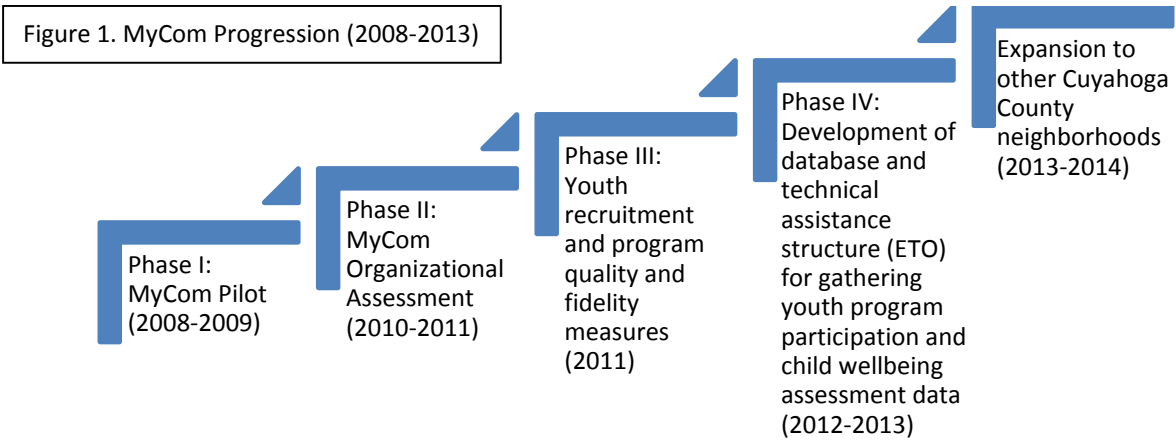 Figure 1. MyCom Progression (2008-2013)
Phase I:
MyCom Pilot
(2008-2009)
Phase II:
MyCom
Organizational
Assessment
(2010-2011)
Phase III:
Youth
recruitment
and program
quality and
fidelity
measures
(2011)
Phase IV:
Development of
database and
technical
assistance
structure (ETO)
for gathering
youth program
participation and
child wellbeing
assessment data
(2012-2013)
Expansion to
other Cuyahoga
County
neighborhoods
(2013-2014)